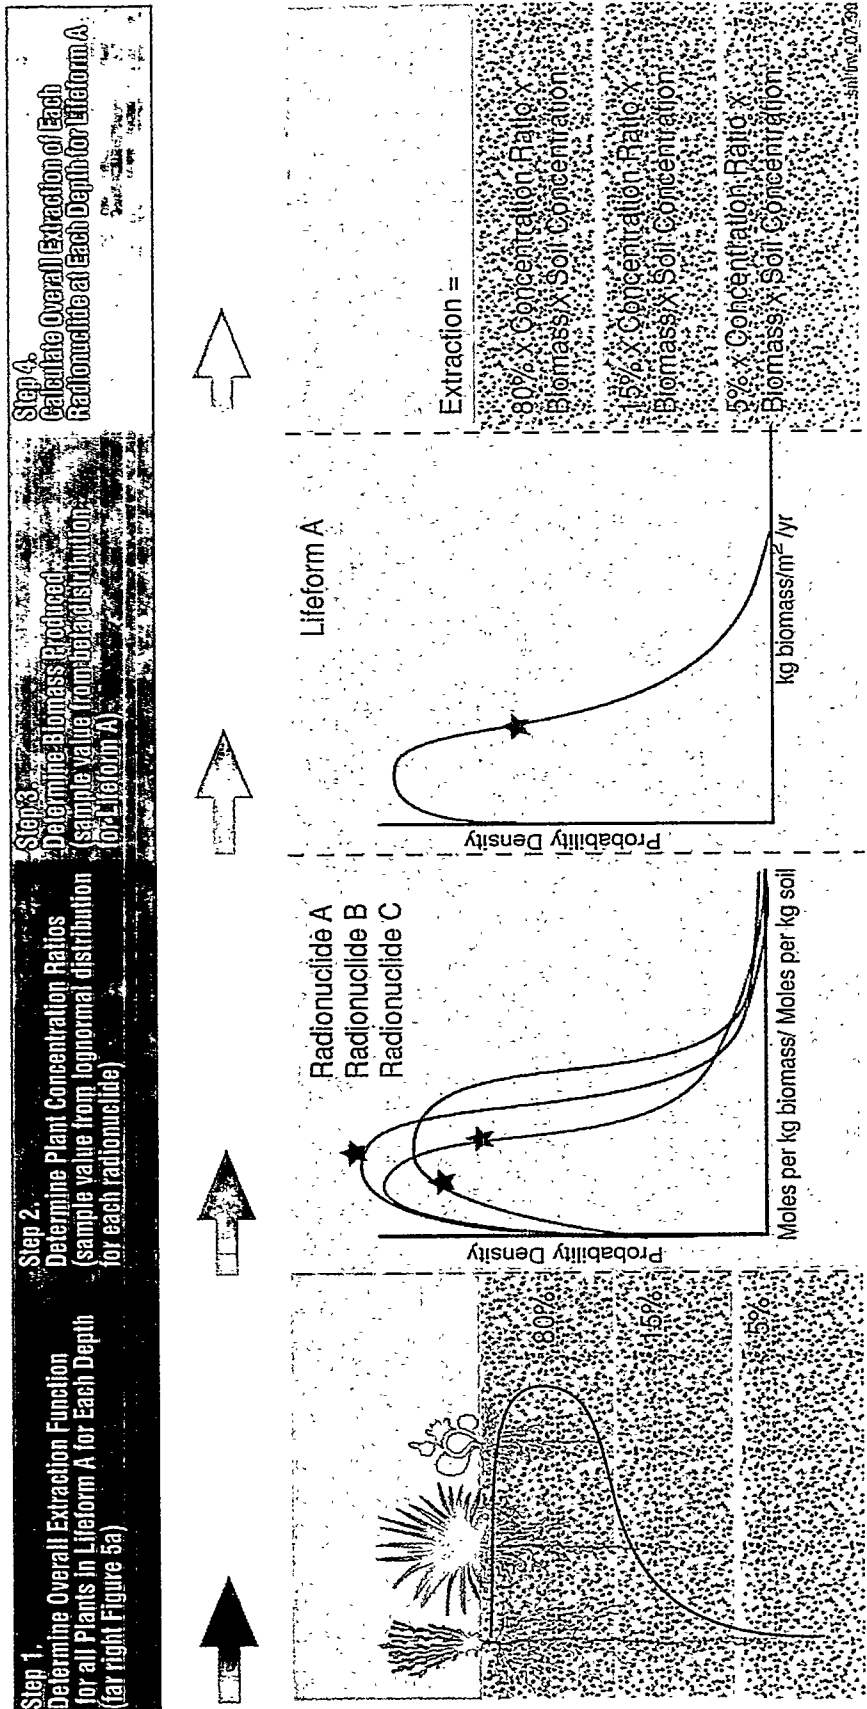 Step 1.
Determine Overall Extraction Function
for all Plants in Lifeform A for Each Depth
(far right Figure 5a)
Step 2.
Determine Plant Concentration Ratios
(sample value from lognormal distribution
for each radionuclide)
Step 3.
Determine Biomass Produced
(sample value from beta distribution
for Lifeform A)
Step 4.
Calculate Overall Extraction of Each
Radionuclite at Each Depth for Lifeform A
80%
15%
5%
Probability Density
Radionuclide A
Radionuclide B
Radionuclide C
Moles per kg biomass/ Moles per kg soil
Probability Density
Lifeform A
kg biomass/m²/yr
Extraction =
80% x Concentration Ratio x
Biomass x Soil Concentration
15% x Concentration Ratio x
Biomass x Soil Concentration
5% x Concentration Ratio x
Biomass x Soil Concentration